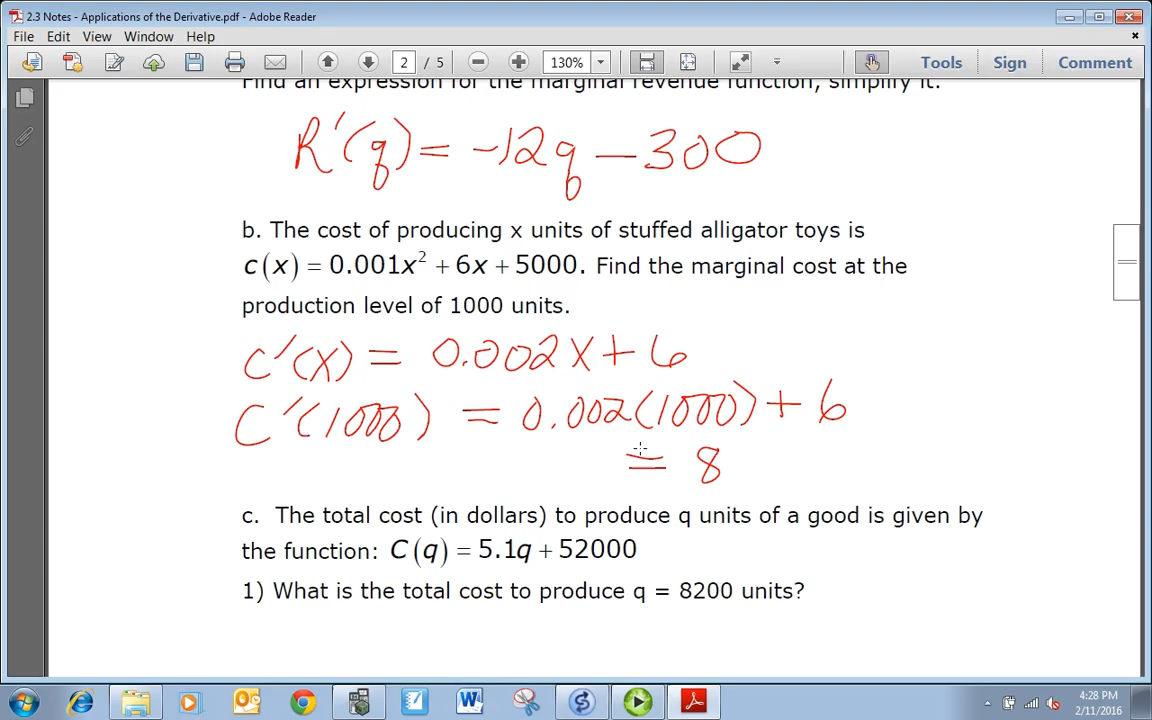 2.3 Notes - Applications of the Derivative.pdf - Adobe Reader
File Edit View Window Help
2 / 5 130% Tools Sign Comment
Find an expression for the marginal revenue function, simplify it.
R'(q) = -12q - 300
b. The cost of producing x units of stuffed alligator toys is
c(x) = 0.001x² + 6x + 5000. Find the marginal cost at the
production level of 1000 units.
C'(x) = 0.002x + 6
C'(1000) = 0.002(1000) + 6
= 8
c. The total cost (in dollars) to produce q units of a good is given by
the function: C(q) = 5.1q + 52000
1) What is the total cost to produce q = 8200 units?
4:28 PM
2/11/2016